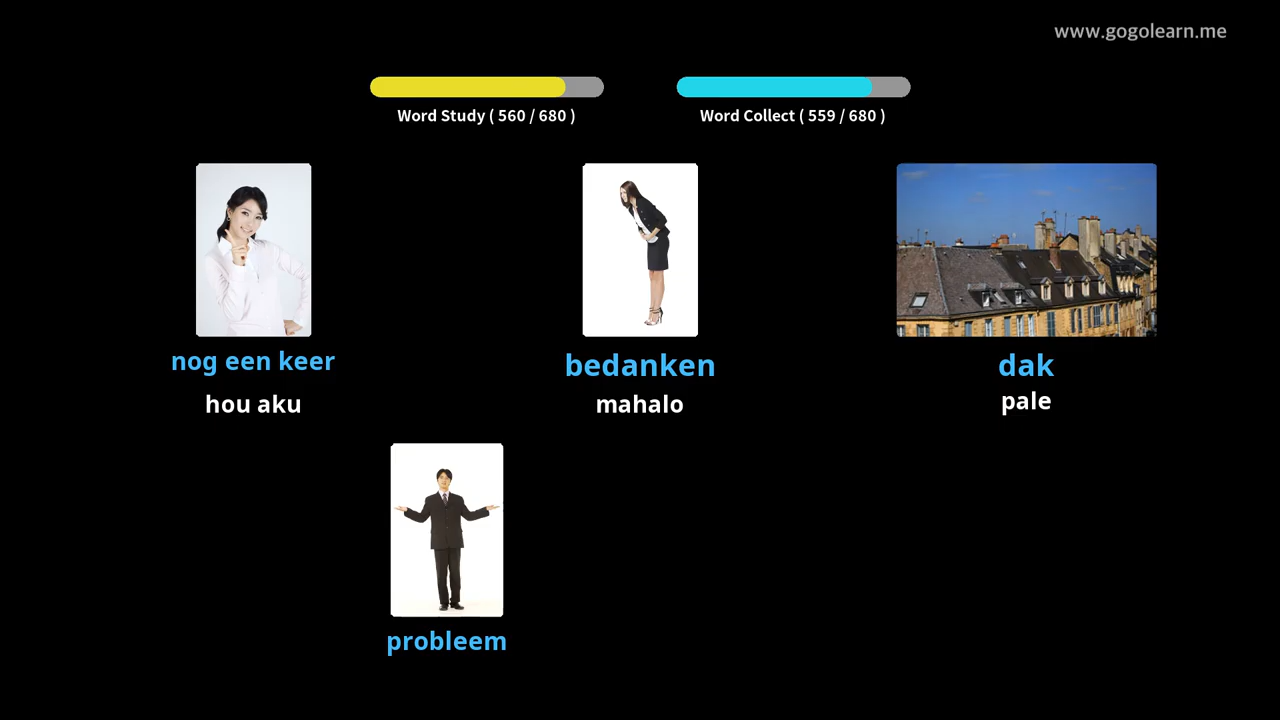 www.gogolearn.me
Word Study ( 560 / 680 )
Word Collect ( 559 / 680 )
nog een keer
hou aku
bedanken
mahalo
dak
pale
probleem